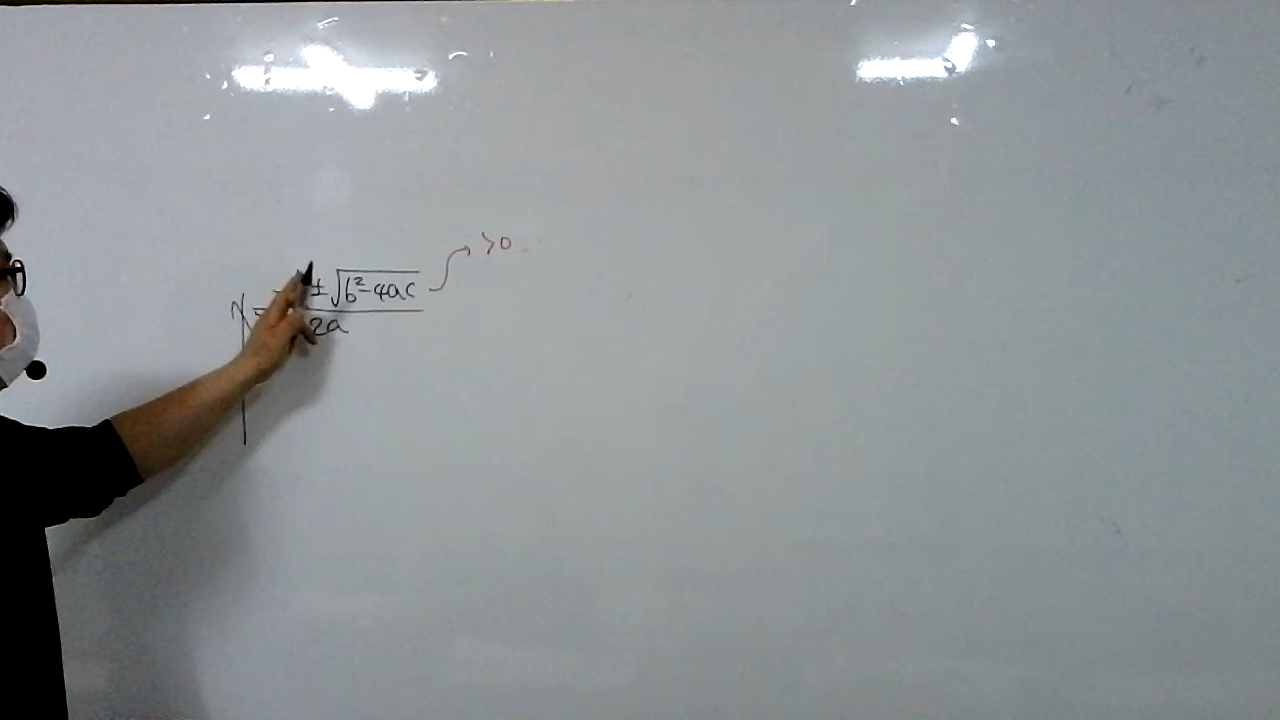 x = - ± √b²-4ac → >0
2a